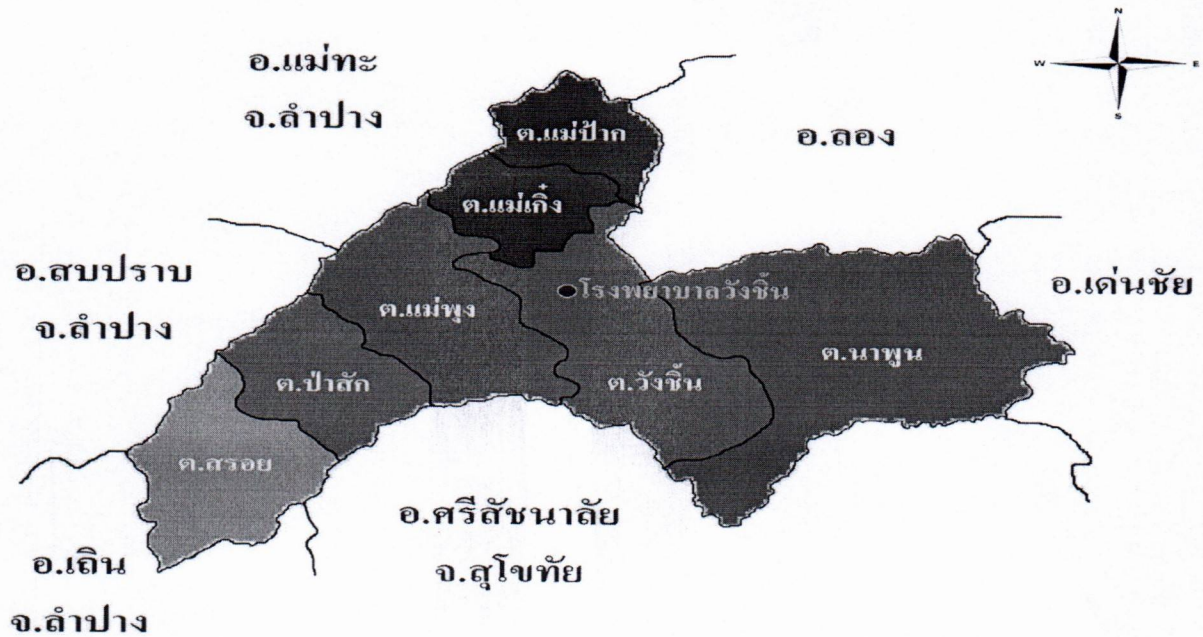 N
W E
S
อ.แม่ทะ
จ.ลำปาง
ต.แม่ป้าก
อ.ลอง
ต.แม่เกิ๋ง
อ.สบปราบ
จ.ลำปาง
ต.แม่พุง
โรงพยาบาลวังชิ้น
อ.เด่นชัย
ต.นาพูน
ต.ป่าสัก
ต.วังชิ้น
ต.สรอย
อ.ศรีสัชนาลัย
จ.สุโขทัย
อ.เถิน
จ.ลำปาง